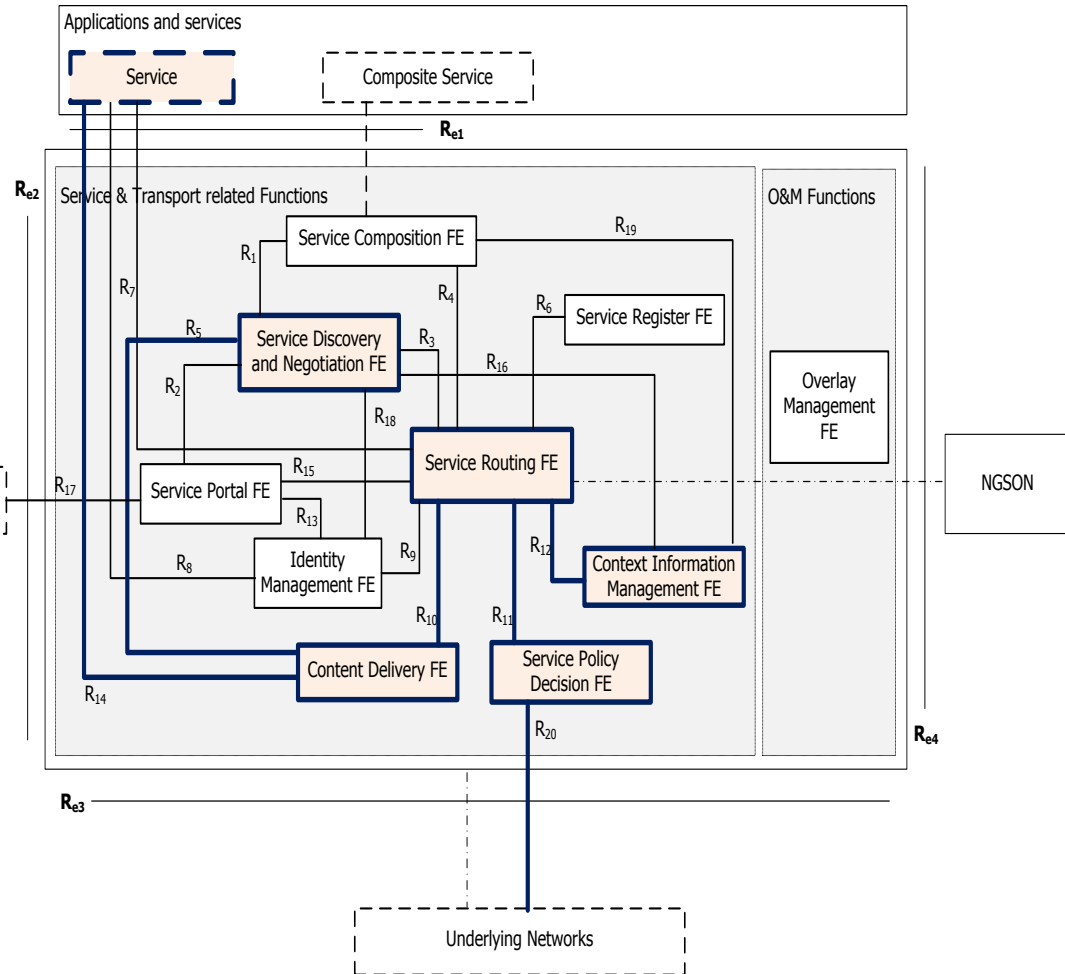 Applications and services
Service
Composite Service
Re1
Re2
Service & Transport related Functions
O&M Functions
Service Composition FE
R19
R1
R7
R4
R6
Service Register FE
R5
Service Discovery
and Negotiation FE
R3
R16
R2
Overlay
Management
FE
R18
Service Routing FE
R15
R17
Service Portal FE
NGSON
R13
R12
R9
R8
Identity
Management FE
Context Information
Management FE
R10
R11
Content Delivery FE
Service Policy
Decision FE
R14
R20
Re4
Re3
Underlying Networks